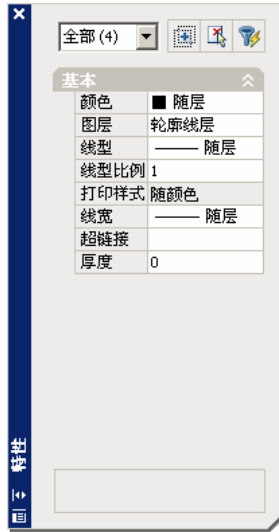 全部 (4)
基本
颜色 随层
图层 轮廓线层
线型 随层
线型比例 1
打印样式 随颜色
线宽 随层
超链接
厚度 0
特性